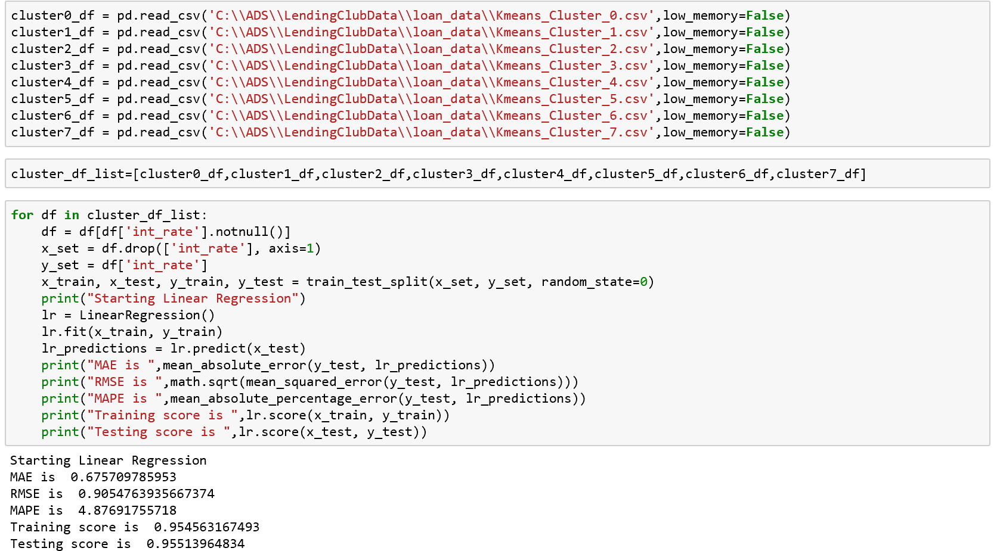 cluster0_df = pd.read_csv('C:\\ADS\\LendingClubData\\loan_data\\Kmeans_Cluster_0.csv',low_memory=False)
cluster1_df = pd.read_csv('C:\\ADS\\LendingClubData\\loan_data\\Kmeans_Cluster_1.csv',low_memory=False)
cluster2_df = pd.read_csv('C:\\ADS\\LendingClubData\\loan_data\\Kmeans_Cluster_2.csv',low_memory=False)
cluster3_df = pd.read_csv('C:\\ADS\\LendingClubData\\loan_data\\Kmeans_Cluster_3.csv',low_memory=False)
cluster4_df = pd.read_csv('C:\\ADS\\LendingClubData\\loan_data\\Kmeans_Cluster_4.csv',low_memory=False)
cluster5_df = pd.read_csv('C:\\ADS\\LendingClubData\\loan_data\\Kmeans_Cluster_5.csv',low_memory=False)
cluster6_df = pd.read_csv('C:\\ADS\\LendingClubData\\loan_data\\Kmeans_Cluster_6.csv',low_memory=False)
cluster7_df = pd.read_csv('C:\\ADS\\LendingClubData\\loan_data\\Kmeans_Cluster_7.csv',low_memory=False)
cluster_df_list=[cluster0_df,cluster1_df,cluster2_df,cluster3_df,cluster4_df,cluster5_df,cluster6_df,cluster7_df]
for df in cluster_df_list:
    df = df[df['int_rate'].notnull()]
    x_set = df.drop(['int_rate'], axis=1)
    y_set = df['int_rate']
    x_train, x_test, y_train, y_test = train_test_split(x_set, y_set, random_state=0)
    print("Starting Linear Regression")
    lr = LinearRegression()
    lr.fit(x_train, y_train)
    lr_predictions = lr.predict(x_test)
    print("MAE is ",mean_absolute_error(y_test, lr_predictions))
    print("RMSE is ",math.sqrt(mean_squared_error(y_test, lr_predictions)))
    print("MAPE is ",mean_absolute_percentage_error(y_test, lr_predictions))
    print("Training score is ",lr.score(x_train, y_train))
    print("Testing score is ",lr.score(x_test, y_test))
Starting Linear Regression
MAE is  0.675709785953
RMSE is  0.9054763935667374
MAPE is  4.87691755718
Training score is  0.954563167493
Testing score is  0.95513964834